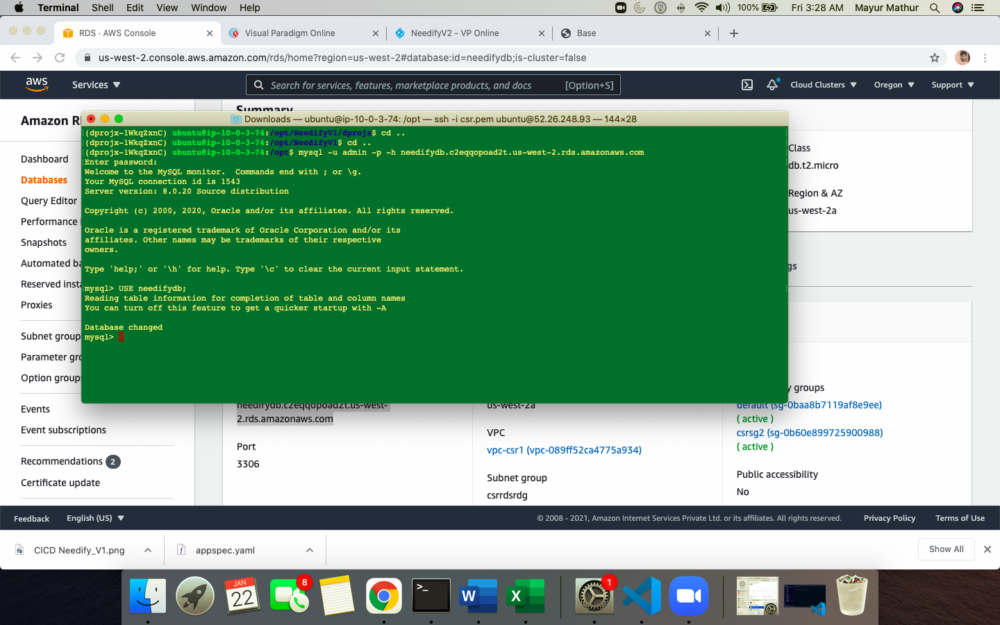 Terminal Shell Edit View Window Help 100% Fri 3:28 AM Mayur Mathur
RDS · AWS Console Visual Paradigm Online NeedifyV2 - VP Online Base
us-west-2.console.aws.amazon.com/rds/home?region=us-west-2#database:id=needifydb;is-cluster=false
aws Services Search for services, features, marketplace products, and docs [Option+S] Cloud Clusters Oregon Support
Summary
Downloads — ubuntu@ip-10-0-3-74: /opt — ssh -i csr.pem ubuntu@52.26.248.93 — 144×28
(dprojx-lWkqZxnC) ubuntu@ip-10-0-3-74:/opt/NeedifyV1/dprojx$ cd ..
(dprojx-lWkqZxnC) ubuntu@ip-10-0-3-74:/opt/NeedifyV1$ cd ..
(dprojx-lWkqZxnC) ubuntu@ip-10-0-3-74:/opt$ mysql -u admin -p -h needifydb.c2eqqopoad2t.us-west-2.rds.amazonaws.com
Enter password:
Welcome to the MySQL monitor.  Commands end with ; or \g.
Your MySQL connection id is 1543
Server version: 8.0.20 Source distribution
Copyright (c) 2000, 2020, Oracle and/or its affiliates. All rights reserved.
Oracle is a registered trademark of Oracle Corporation and/or its
affiliates. Other names may be trademarks of their respective
owners.
Type 'help;' or '\h' for help. Type '\c' to clear the current input statement.
mysql> USE needifydb;
Reading table information for completion of table and column names
You can turn off this feature to get a quicker startup with -A
Database changed
mysql>
Amazon R
Dashboard
Databases
Query Editor
Performance
Snapshots
Automated ba
Reserved insta
Proxies
Subnet group
Parameter gro
Option groups
Events
Event subscriptions
Recommendations 2
Certificate update
Class
db.t2.micro
Region & AZ
us-west-2a
gs
needifydb.c2eqqopoad2t.us-west-
2.rds.amazonaws.com
Port
3306
us-west-2a
VPC
vpc-csr1 (vpc-089ff52ca4775a934)
Subnet group
csrrdsrdg
y groups
default (sg-0baa8b7119af8e9ee)
( active )
csrsg2 (sg-0b60e899725900988)
( active )
Public accessibility
No
Feedback English (US) © 2008 - 2021, Amazon Internet Services Private Ltd. or its affiliates. All rights reserved. Privacy Policy Terms of Use
CICD Needify_V1.png appspec.yaml Show All
JAN
22
8
>_
W
X
1